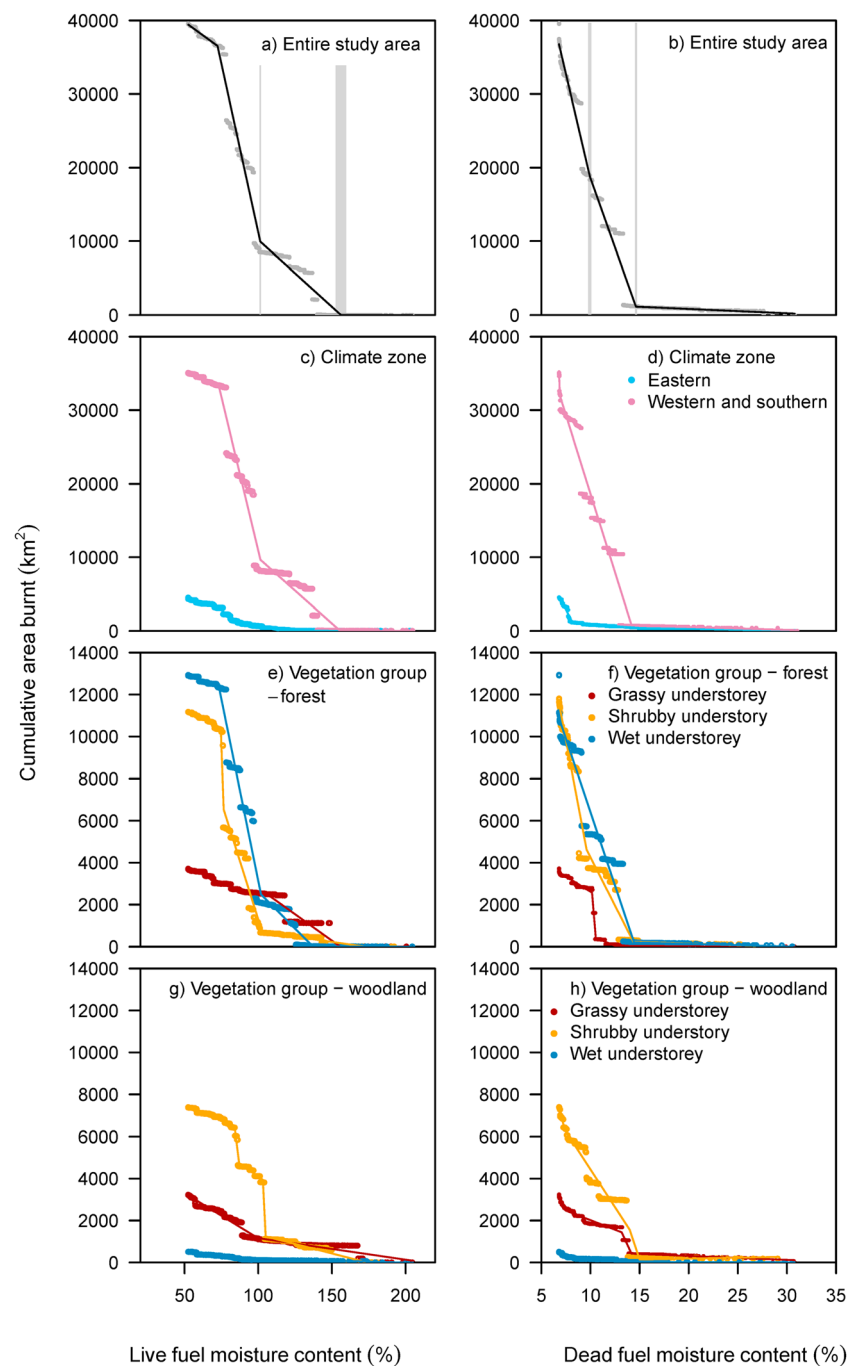 40000
30000
20000
10000
0
a) Entire study area
40000
30000
20000
10000
0
b) Entire study area
40000
30000
20000
10000
0
c) Climate zone
40000
30000
20000
10000
0
d) Climate zone
Eastern
Western and southern
Cumulative area burnt (km²)
14000
12000
10000
8000
6000
4000
2000
0
e) Vegetation group
–forest
14000
12000
10000
8000
6000
4000
2000
0
f) Vegetation group – forest
Grassy understorey
Shrubby understory
Wet understorey
14000
12000
10000
8000
6000
4000
2000
0
g) Vegetation group – woodland
50 100 150 200
Live fuel moisture content (%)
14000
12000
10000
8000
6000
4000
2000
0
h) Vegetation group – woodland
Grassy understorey
Shrubby understory
Wet understorey
5 10 15 20 25 30 35
Dead fuel moisture content (%)